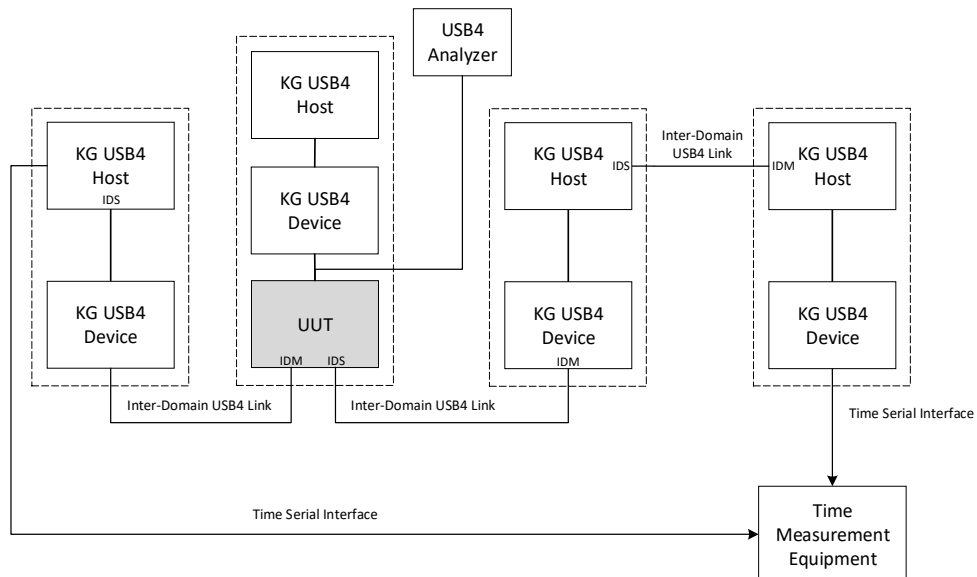 USB4
Analyzer
KG USB4
Host
KG USB4
Host
IDS
KG USB4
Host
IDS
Inter-Domain
USB4 Link
KG USB4
Host
IDM
KG USB4
Device
KG USB4
Device
UUT
IDM
IDS
KG USB4
Device
IDM
KG USB4
Device
Inter-Domain USB4 Link
Inter-Domain USB4 Link
Time Serial Interface
Time Serial Interface
Time
Measurement
Equipment